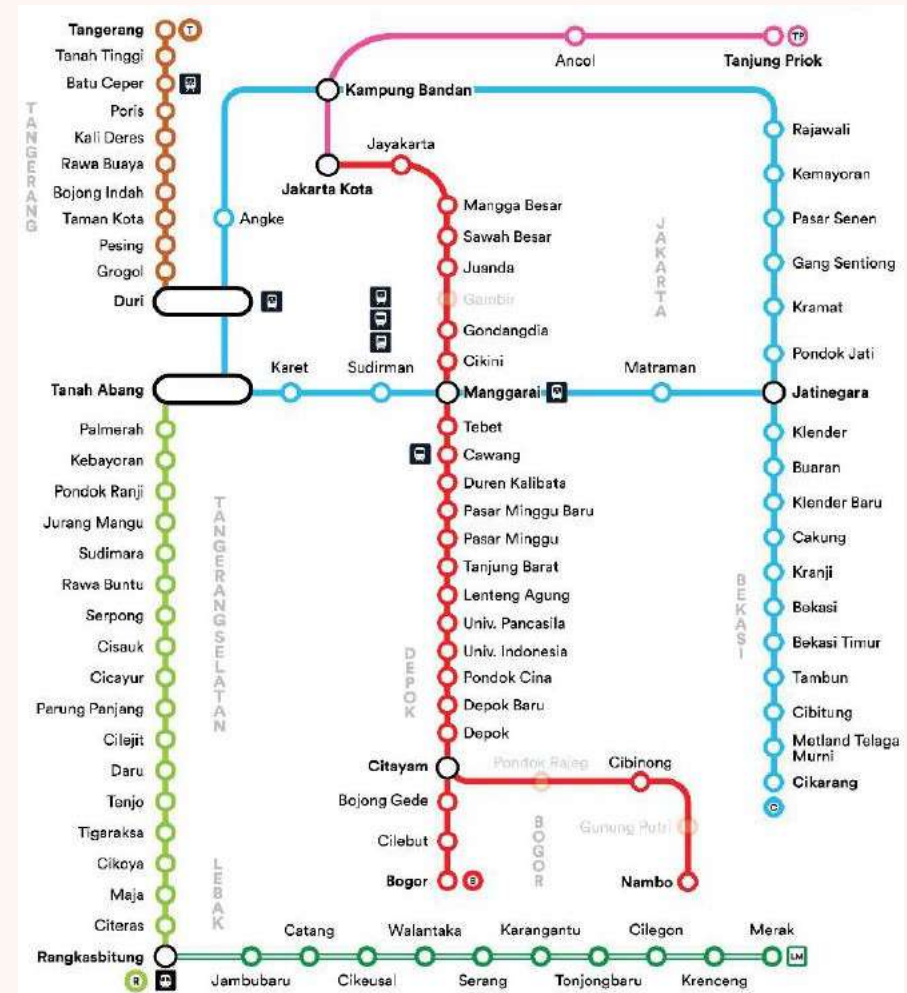 Tangerang
T
Tanah Tinggi
Batu Ceper
Poris
Kali Deres
Rawa Buaya
Bojong Indah
Taman Kota
Pesing
Grogol
Duri
TANGERANG
Angke
Kampung Bandan
Jakarta Kota
Jayakarta
Ancol
Tanjung Priok
TP
Mangga Besar
Sawah Besar
Juanda
Gambir
Gondangdia
Cikini
JAKARTA
Rajawali
Kemayoran
Pasar Senen
Gang Sentiong
Kramat
Pondok Jati
Tanah Abang
Karet
Sudirman
Manggarai
Matraman
Jatinegara
Palmerah
Kebayoran
Pondok Ranji
Jurang Mangu
Sudimara
Rawa Buntu
Serpong
Cisauk
Cicayur
Parung Panjang
Cilejit
Daru
Tenjo
Tigaraksa
Cikoya
Maja
Citeras
Rangkasbitung
R
TANGERANG SELATAN
LEBAK
Tebet
Cawang
Duren Kalibata
Pasar Minggu Baru
Pasar Minggu
Tanjung Barat
Lenteng Agung
Univ. Pancasila
Univ. Indonesia
Pondok Cina
Depok Baru
Depok
DEPOK
Citayam
Bojong Gede
Cilebut
Bogor
B
Pondok Rajeg
Cibinong
Gunung Putri
Nambo
BOGOR
Klender
Buaran
Klender Baru
Cakung
Kranji
Bekasi
Bekasi Timur
Tambun
Cibitung
Metland Telaga
Murni
Cikarang
C
BEKASI
Jambubaru
Catang
Cikeusal
Walantaka
Serang
Karangantu
Tonjongbaru
Cilegon
Krenceng
Merak
LM